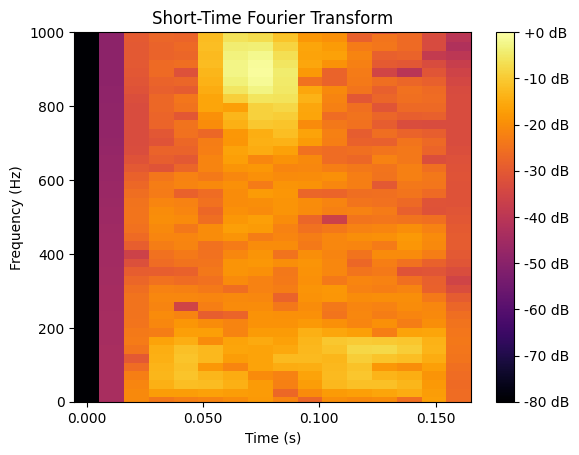 Short-Time Fourier Transform
1000
800
600
400
200
0
Frequency (Hz)
0.000
0.050
0.100
0.150
Time (s)
+0 dB
-10 dB
-20 dB
-30 dB
-40 dB
-50 dB
-60 dB
-70 dB
-80 dB